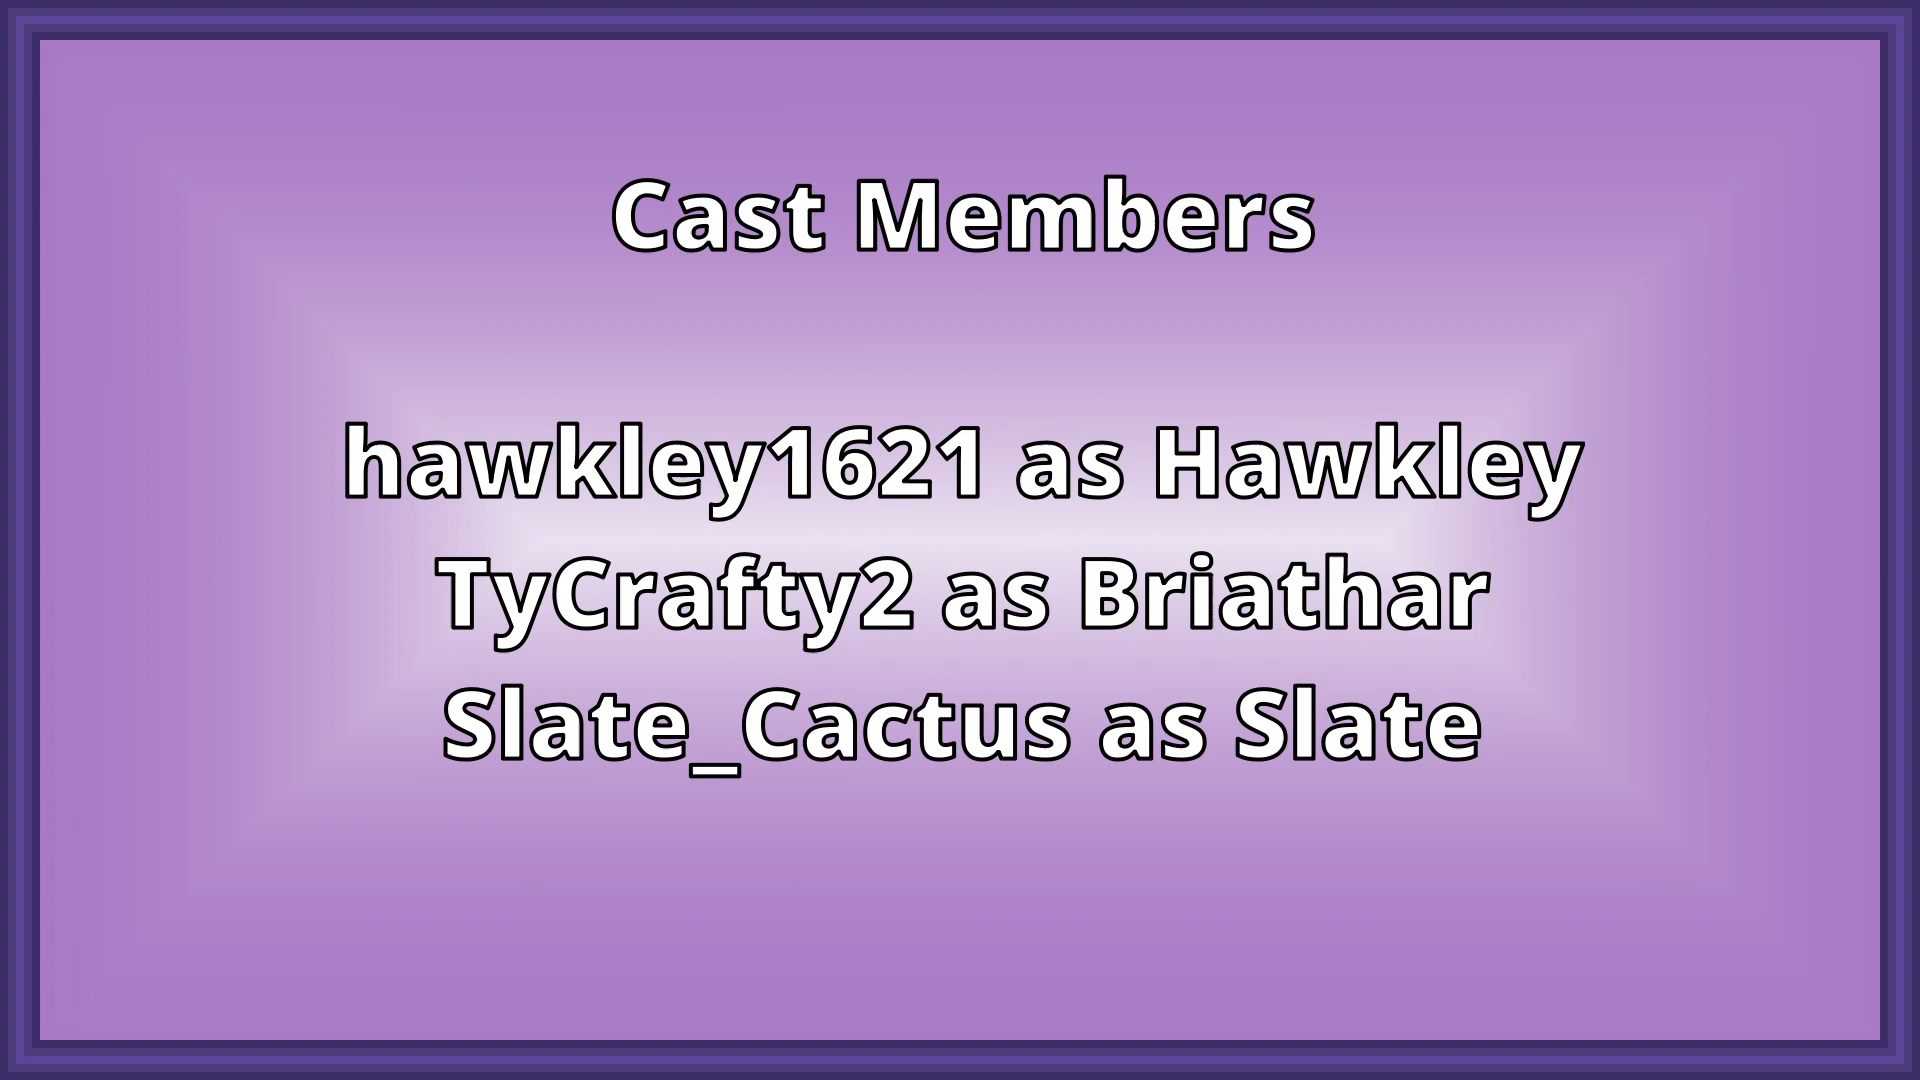 Cast Members
hawkley1621 as Hawkley
TyCrafty2 as Briathar
Slate_Cactus as Slate